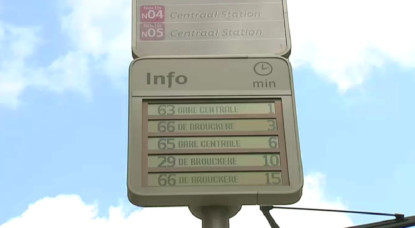 N04 Centraal Station
N05 Centraal Station
Info
min
63 GARE CENTRALE 1
66 DE BROUCKERE 3
65 GARE CENTRALE 6
29 DE BROUCKERE 10
66 DE BROUCKERE 15